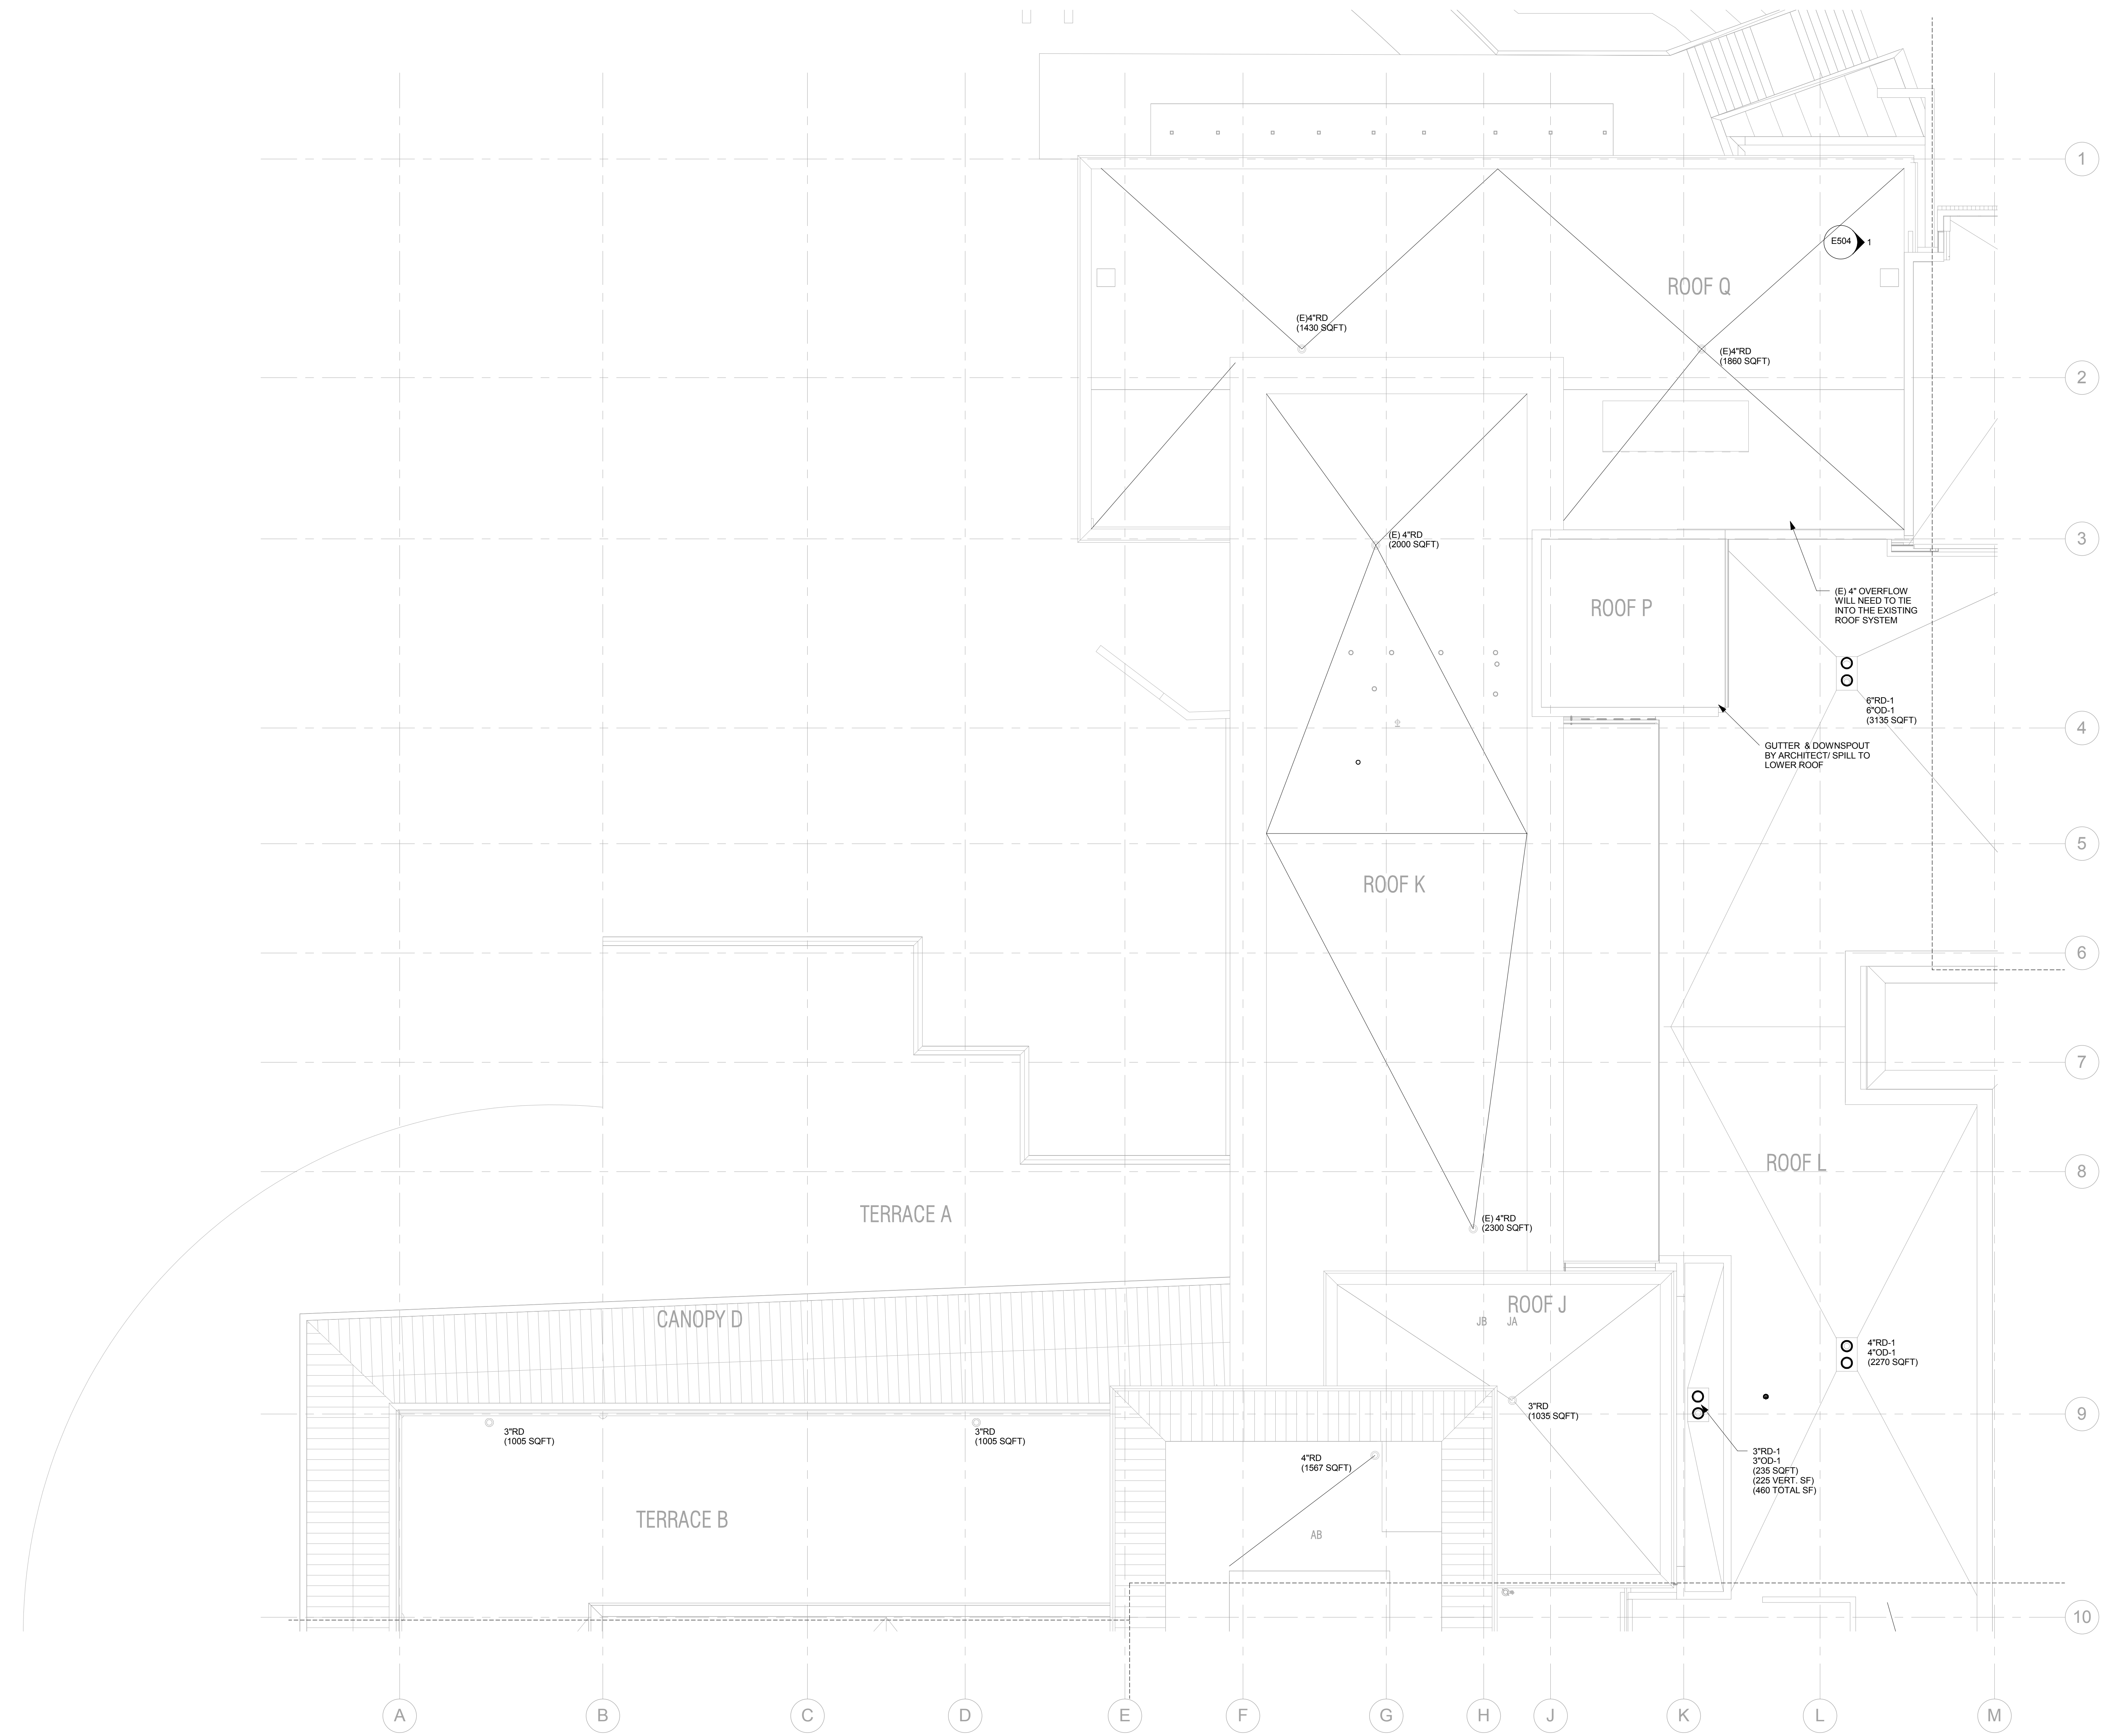 1
E504
1
ROOF Q
(E)4"RD
(1430 SQFT)
(E)4"RD
(1860 SQFT)
2
(E) 4"RD
(2000 SQFT)
3
(E) 4" OVERFLOW
WILL NEED TO TIE
INTO THE EXISTING
ROOF SYSTEM
ROOF P
6"RD-1
6"OD-1
(3135 SQFT)
4
GUTTER & DOWNSPOUT
BY ARCHITECT/ SPILL TO
LOWER ROOF
5
ROOF K
6
7
ROOF L
8
TERRACE A
(E) 4"RD
(2300 SQFT)
CANOPY D
ROOF J
JB
JA
4"RD-1
4"OD-1
(2270 SQFT)
3"RD
(1035 SQFT)
9
3"RD
(1005 SQFT)
3"RD
(1005 SQFT)
4"RD
(1567 SQFT)
3"RD-1
3"OD-1
(235 SQFT)
(225 VERT. SF)
(460 TOTAL SF)
TERRACE B
AB
10
A
B
C
D
E
F
G
H
J
K
L
M